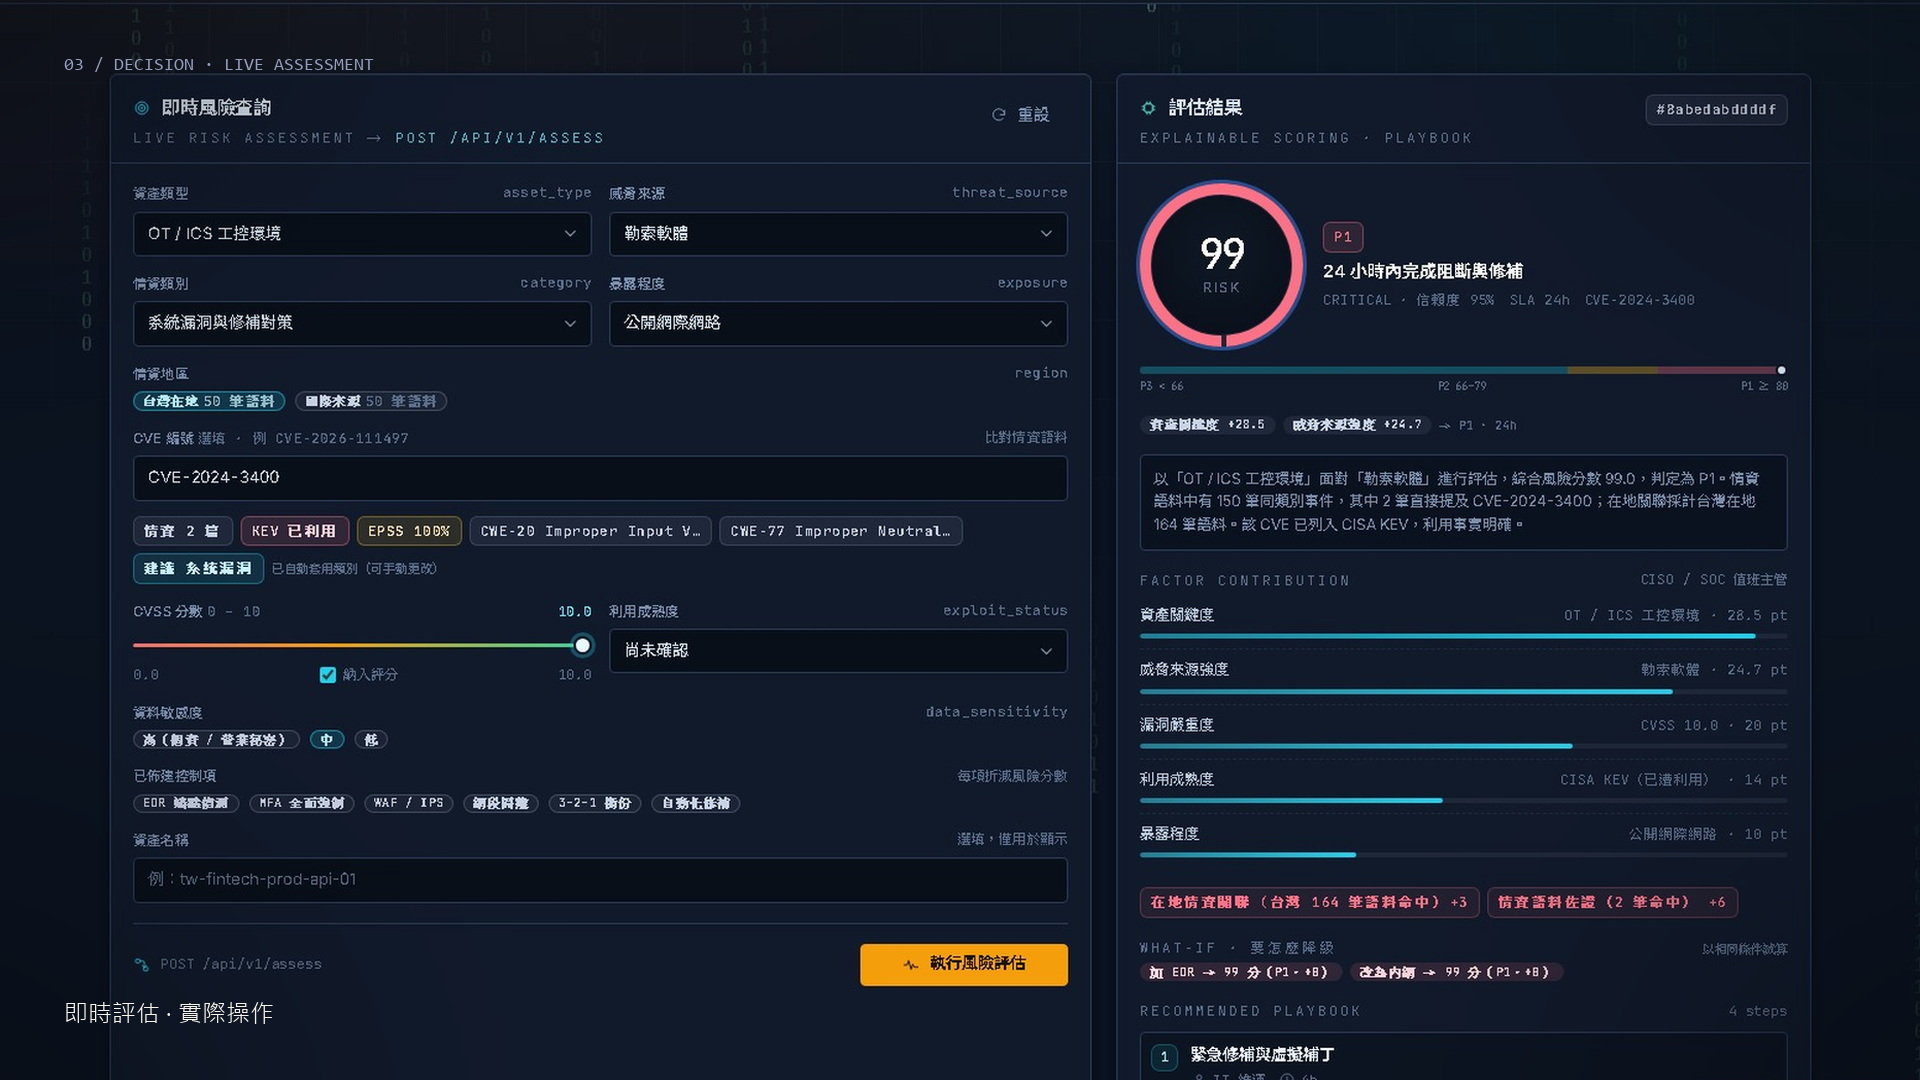 03 / DECISION · LIVE ASSESSMENT
即時風險查詢
重設
LIVE RISK ASSESSMENT → POST /API/V1/ASSESS
資產類型 asset_type
OT / ICS 工控環境
威脅來源 threat_source
勒索軟體
情資類別 category
系統漏洞與修補對策
暴露程度 exposure
公開網際網路
情資地區 region
台灣在地 50 筆語料 國際來源 50 筆語料
CVE 編號 選填 · 例 CVE-2026-111497 比對情資語料
CVE-2024-3400
情資 2 篇 KEV 已利用 EPSS 100% CWE-20 Improper Input V… CWE-77 Improper Neutral…
建議 系統漏洞 已自動套用類別（可手動更改）
CVSS 分數 0 – 10 10.0
0.0 納入評分 10.0
利用成熟度 exploit_status
尚未確認
資料敏感度 data_sensitivity
高（個資 / 營業秘密） 中 低
已佈建控制項 每項折減風險分數
EDR 端點偵測 MFA 全面強制 WAF / IPS 網段隔離 3-2-1 備份 自動化修補
資產名稱 選填，僅用於顯示
例：tw-fintech-prod-api-01
POST /api/v1/assess
執行風險評估
即時評估 · 實際操作
評估結果
#8abedabddddf
EXPLAINABLE SCORING · PLAYBOOK
99
RISK
P1
24 小時內完成阻斷與修補
CRITICAL · 信賴度 95% SLA 24h CVE-2024-3400
P3 < 66 P2 66–79 P1 ≥ 80
資產關鍵度 +28.5 威脅來源強度 +24.7 → P1 · 24h
以「OT / ICS 工控環境」面對「勒索軟體」進行評估，綜合風險分數 99.0，判定為 P1。情資
語料中有 150 筆同類別事件，其中 2 筆直接提及 CVE-2024-3400；在地關聯採計台灣在地
164 筆語料。該 CVE 已列入 CISA KEV，利用事實明確。
FACTOR CONTRIBUTION CISO / SOC 值班主管
資產關鍵度 OT / ICS 工控環境 · 28.5 pt
威脅來源強度 勒索軟體 · 24.7 pt
漏洞嚴重度 CVSS 10.0 · 20 pt
利用成熟度 CISA KEV（已遭利用） · 14 pt
暴露程度 公開網際網路 · 10 pt
在地情資關聯（台灣 164 筆語料命中）+3 情資語料佐證（2 筆命中） +6
WHAT-IF · 要怎麼降級 以相同條件試算
加 EDR → 99 分（P1 · +0） 改為內網 → 99 分（P1 · +0）
RECOMMENDED PLAYBOOK 4 steps
1 緊急修補與虛擬補丁